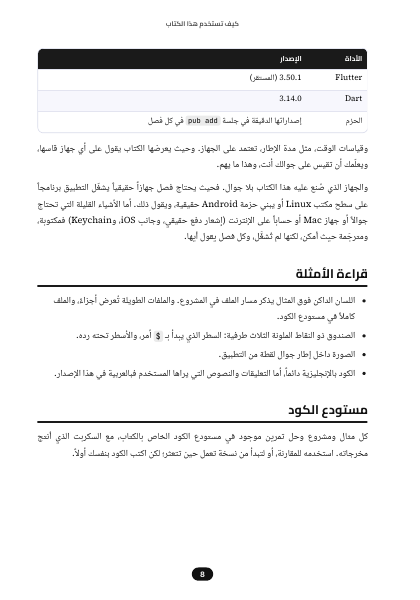 كيف تستخدم هذا الكتاب
الأداة الإصدار
Flutter 3.50.1 (المستقر)
Dart 3.14.0
الحزم إصداراتها الدقيقة في جلسة pub add في كل فصل
وقياسات الوقت، مثل مدة الإطار، تعتمد على الجهاز. وحيث يعرضها الكتاب يقول على أي جهاز قاسها،
ويعلّمك أن تقيس على جوالك أنت، وهذا ما يهم.
والجهاز الذي صُنع عليه هذا الكتاب بلا جوال. فحيث يحتاج فصل جهازاً حقيقياً يشغّل التطبيق برنامجاً
على سطح مكتب Linux أو يبني حزمة Android حقيقية، ويقول ذلك. أما الأشياء القليلة التي تحتاج
جوالاً أو جهاز Mac أو حساباً على الإنترنت (إشعار دفع حقيقي، وجانب iOS، وKeychain) فمكتوبة،
ومترجَمة حيث أمكن، لكنها لم تُشغَّل، وكل فصل يقول أيها.
قراءة الأمثلة
• اللسان الداكن فوق المثال يذكر مسار الملف في المشروع. والملفات الطويلة تُعرض أجزاءً، والملف
كاملاً في مستودع الكود.
• الصندوق ذو النقاط الملونة الثلاث طرفية: السطر الذي يبدأ بـ $ أمر، والأسطر تحته رده.
• الصورة داخل إطار جوال لقطة من التطبيق.
• الكود بالإنجليزية دائماً، أما التعليقات والنصوص التي يراها المستخدم فبالعربية في هذا الإصدار.
مستودع الكود
كل مثال ومشروع وحل تمرين موجود في مستودع الكود الخاص بالكتاب، مع السكربت الذي أنتج
مخرجاته. استخدمه للمقارنة، أو لتبدأ من نسخة تعمل حين تتعثر؛ لكن اكتب الكود بنفسك أولاً.
8